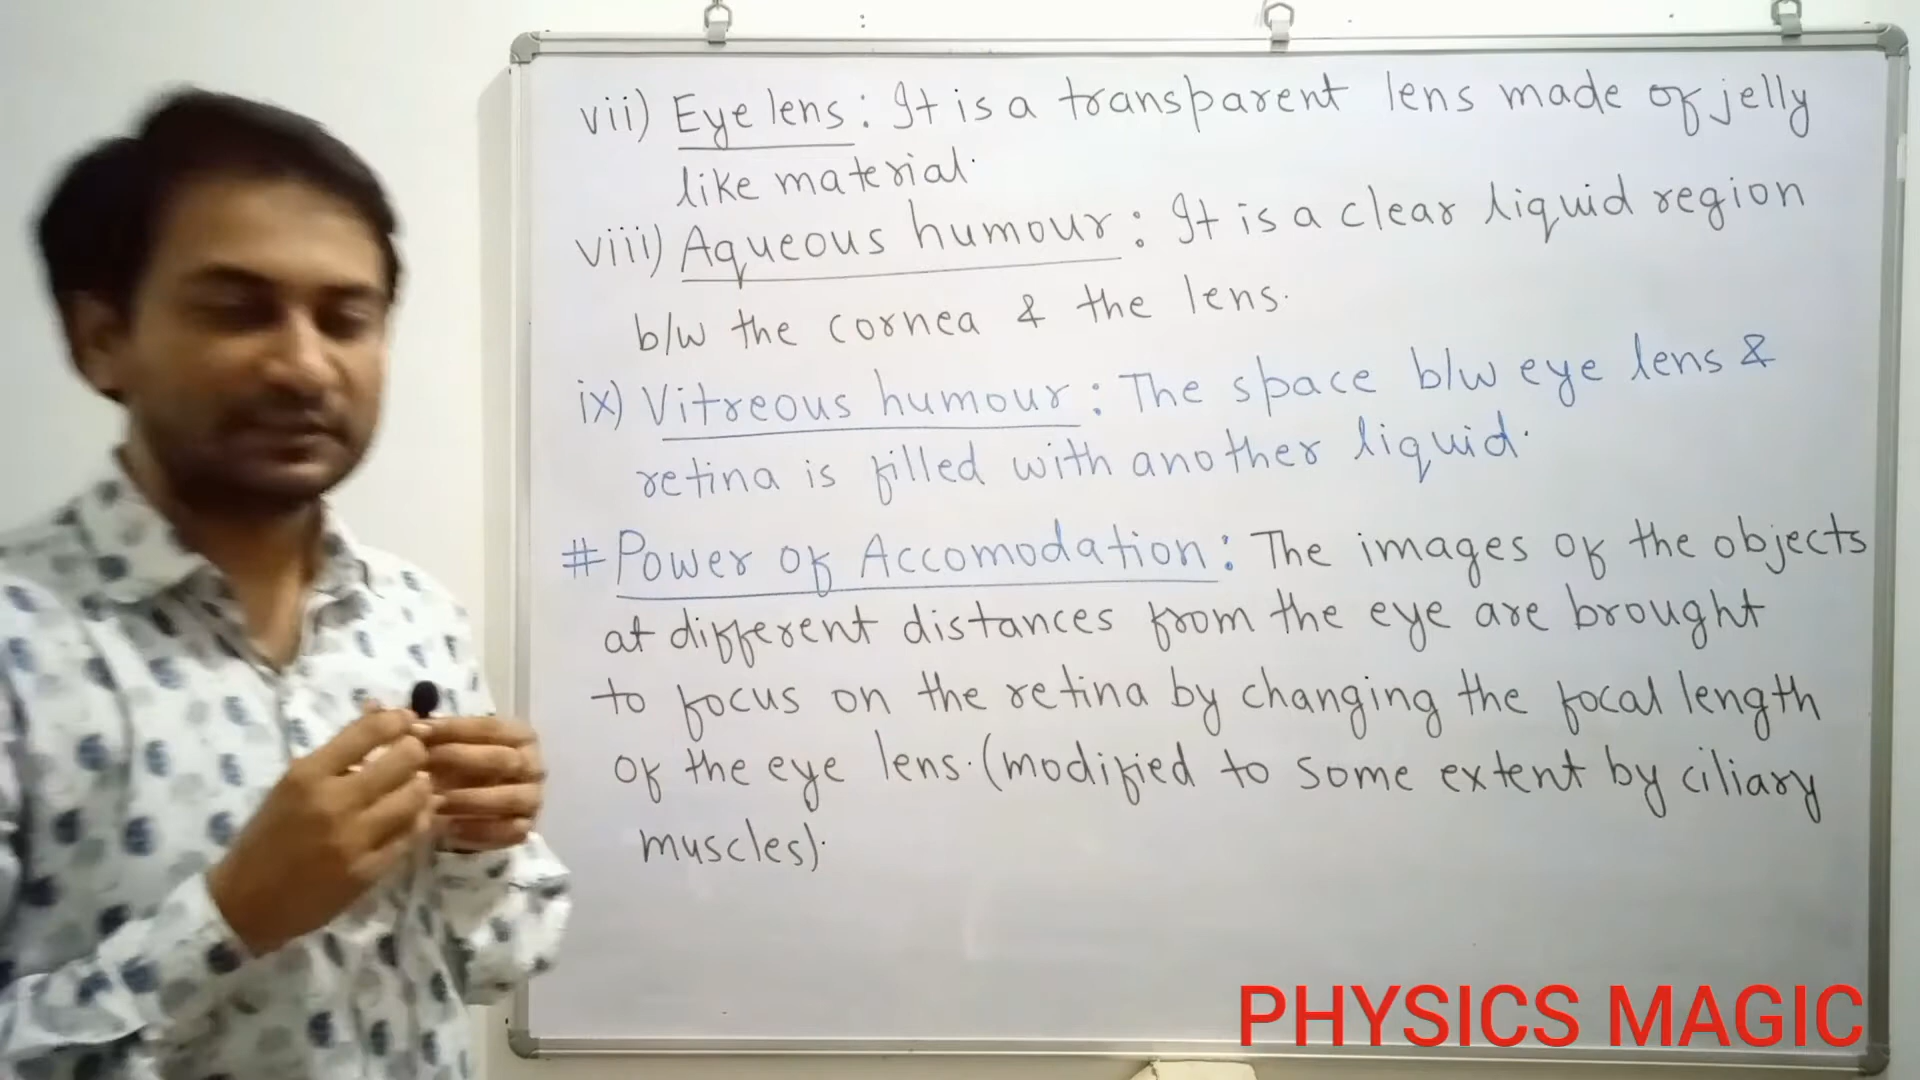 vii) Eye lens: It is a transparent lens made of jelly
like material.
viii) Aqueous humour: It is a clear liquid region
b/w the cornea & the lens.
ix) Vitreous humour: The space b/w eye lens &
retina is filled with another liquid.
# Power of Accomodation: The images of the objects
at different distances from the eye are brought
to focus on the retina by changing the focal length
of the eye lens. (modified to some extent by ciliary
muscles).
PHYSICS MAGIC